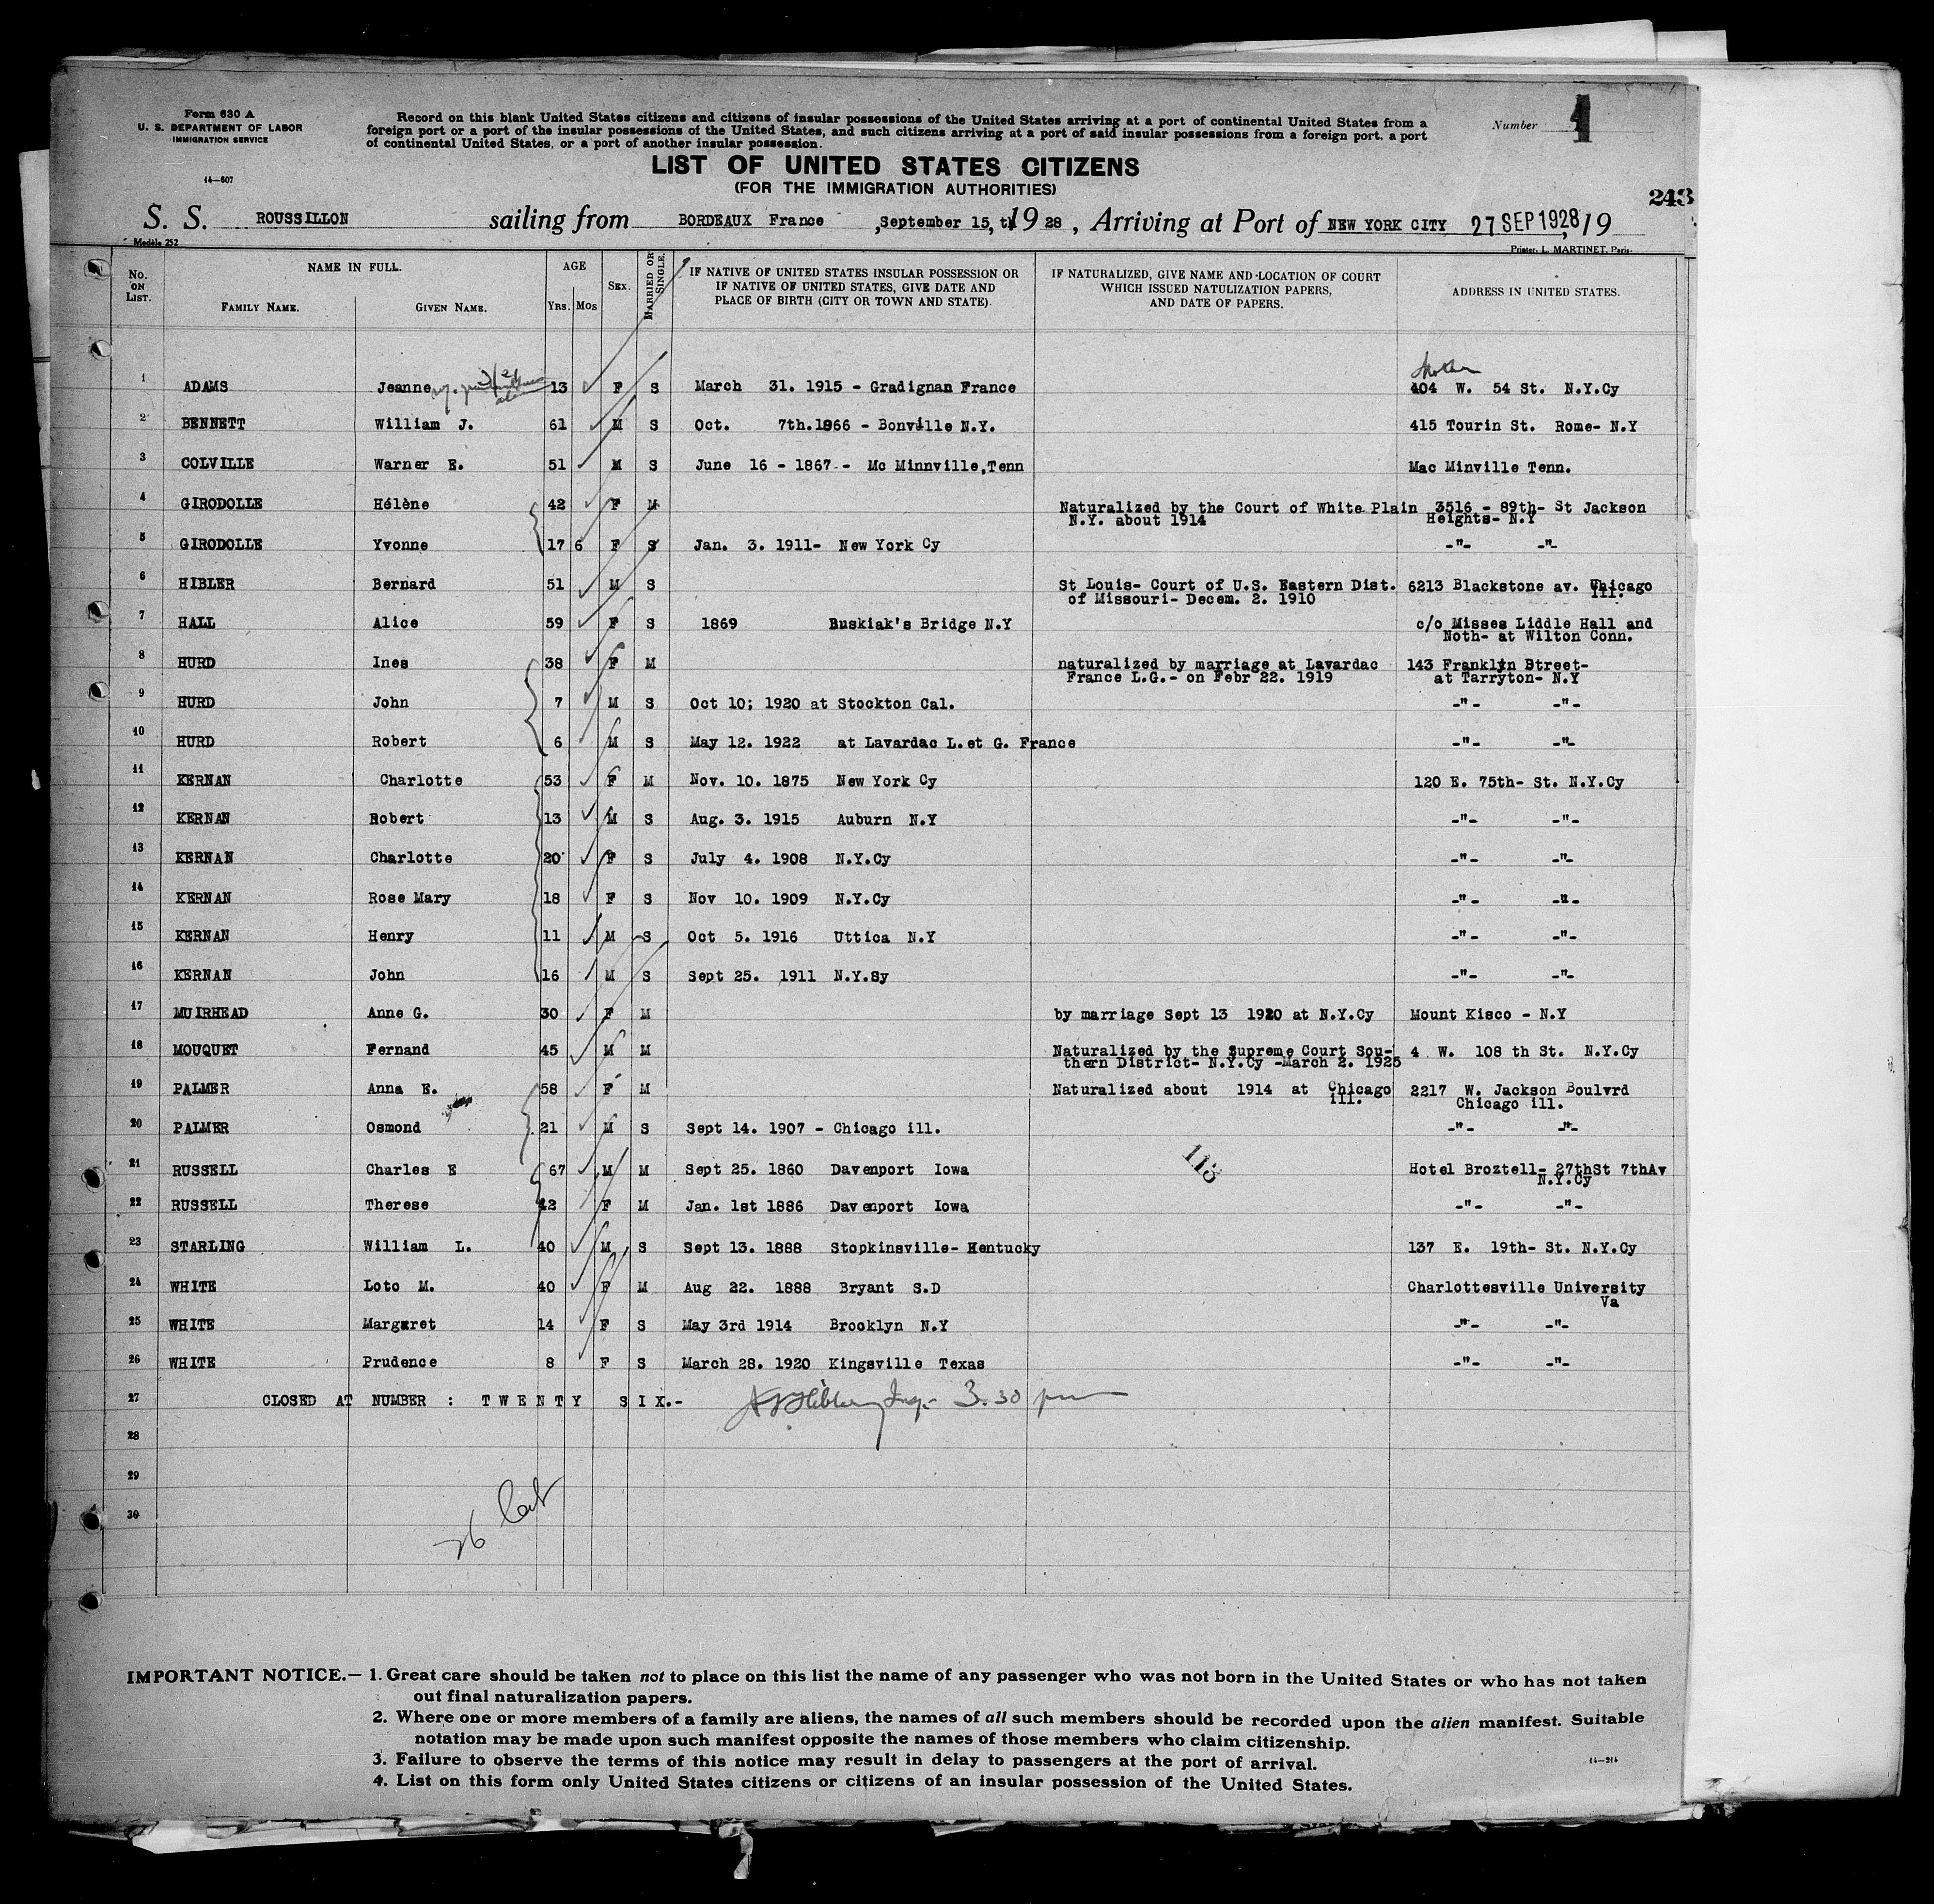 Form 630 A
U. S. DEPARTMENT OF LABOR
IMMIGRATION SERVICE
14—607
Record on this blank United States citizens and citizens of insular possessions of the United States arriving at a port of continental United States from a
foreign port or a port of the insular possessions of the United States, and such citizens arriving at a port of said insular possessions from a foreign port, a port
of continental United States, or a port of another insular possession.
Number 1
LIST OF UNITED STATES CITIZENS
(FOR THE IMMIGRATION AUTHORITIES)
243
S. S. ROUSSILLON sailing from BORDEAUX France , September 15, th 19 28 , Arriving at Port of NEW YORK CITY 27 SEP 1928 , 19
Modèle 252
Printer, L. MARTINET, Paris.
No. ON LIST. NAME IN FULL. FAMILY NAME. GIVEN NAME. AGE Yrs. Mos SEX. MARRIED OR SINGLE. IF NATIVE OF UNITED STATES INSULAR POSSESSION OR IF NATIVE OF UNITED STATES, GIVE DATE AND PLACE OF BIRTH (CITY OR TOWN AND STATE). IF NATURALIZED, GIVE NAME AND LOCATION OF COURT WHICH ISSUED NATULIZATION PAPERS, AND DATE OF PAPERS. ADDRESS IN UNITED STATES.
1 ADAMS Jeanne 13 F S March 31. 1915 - Gradignan France 404 W. 54 St. N.Y.Cy
2 BENNETT William J. 61 M S Oct. 7th.1866 - Bonville N.Y. 415 Tourin St. Rome- N.Y
3 COLVILLE Warner E. 51 M S June 16 - 1867 - Mc Minnville,Tenn Mac Minville Tenn.
4 GIRODOLLE Hélène 42 F M Naturalized by the Court of White Plain 3516 - 89th- St Jackson
N.Y. about 1914 Heights- N.Y
5 GIRODOLLE Yvonne 17 6 F S Jan. 3. 1911- New York Cy -"- -"-
6 HIBLER Bernard 51 M S St Louis- Court of U.S. Eastern Dist. 6213 Blackstone av. Chicago
of Missouri- Decem. 2. 1910 Ill.
7 HALL Alice 59 F S 1869 Buskiak's Bridge N.Y c/o Misses Liddle Hall and
Noth- at Wilton Conn.
8 HURD Ines 38 F M naturalized by marriage at Lavardac 143 Franklyn Street-
France L.G.- on Febr 22. 1919 at Tarryton- N.Y
9 HURD John 7 M S Oct 10; 1920 at Stockton Cal. -"- -"-
10 HURD Robert 6 M S May 12. 1922 at Lavardac L.et G. France -"- -"-
11 KERNAN Charlotte 53 F M Nov. 10. 1875 New York Cy 120 E. 75th- St. N.Y.Cy
12 KERNAN Robert 13 M S Aug. 3. 1915 Auburn N.Y -"- -"-
13 KERNAN Charlotte 20 F S July 4. 1908 N.Y.Cy -"- -"-
14 KERNAN Rose Mary 18 F S Nov 10. 1909 N.Y.Cy -"- -"-
15 KERNAN Henry 11 M S Oct 5. 1916 Uttica N.Y -"- -"-
16 KERNAN John 16 M S Sept 25. 1911 N.Y.Sy -"- -"-
17 MUIRHEAD Anne G. 30 F M by marriage Sept 13 1920 at N.Y.Cy Mount Kisco - N.Y
18 MOUQUET Fernand 45 M M Naturalized by the Supreme Court Sou- 4 W. 108 th St. N.Y.Cy
thern District- N.Y.Cy -March 2. 1925
19 PALMER Anna E. 58 F M Naturalized about 1914 at Chicago 2217 W. Jackson Boulvrd
ill. Chicago ill.
20 PALMER Osmond 21 M S Sept 14. 1907 - Chicago ill. -"- -"-
113
21 RUSSELL Charles E 67 M M Sept 25. 1860 Davenport Iowa Hotel Broztell- 27thSt 7thAv
N.Y.Cy
22 RUSSELL Therese 42 F M Jan. 1st 1886 Davenport Iowa -"- -"-
23 STARLING William L. 40 M S Sept 13. 1888 Stopkinsville- Kentucky 137 E. 19th- St. N.Y.Cy
24 WHITE Loto M. 40 F M Aug 22. 1888 Bryant S.D Charlottesville University
Va
25 WHITE Margaret 14 F S May 3rd 1914 Brooklyn N.Y -"- -"-
26 WHITE Prudence 8 F S March 28. 1920 Kingsville Texas -"- -"-
27 CLOSED AT NUMBER : T W E N T Y S I X.- 3.30 pm
28
29
30
26
IMPORTANT NOTICE.— 1. Great care should be taken not to place on this list the name of any passenger who was not born in the United States or who has not taken
out final naturalization papers.
2. Where one or more members of a family are aliens, the names of all such members should be recorded upon the alien manifest. Suitable
notation may be made upon such manifest opposite the names of those members who claim citizenship.
3. Failure to observe the terms of this notice may result in delay to passengers at the port of arrival.
4. List on this form only United States citizens or citizens of an insular possession of the United States.
14—214